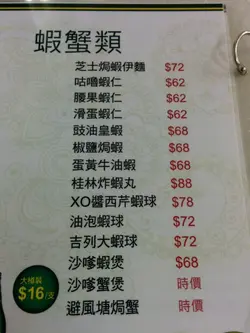 蝦蟹類
芝士焗蝦伊麵 $72
咕嚕蝦仁 $62
腰果蝦仁 $62
滑蛋蝦仁 $62
豉油皇蝦 $68
椒鹽焗蝦 $68
蛋黃牛油蝦 $68
桂林炸蝦丸 $88
XO醬西芹蝦球 $78
油泡蝦球 $72
吉列大蝦球 $72
沙嗲蝦煲 $68
沙嗲蟹煲 時價
避風塘焗蟹 時價
大樽裝
$16/支